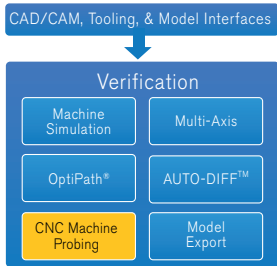 CAD/CAM, Tooling, & Model Interfaces
Verification
Machine
Simulation
Multi-Axis
OptiPath®
AUTO-DIFF™
CNC Machine
Probing
Model
Export